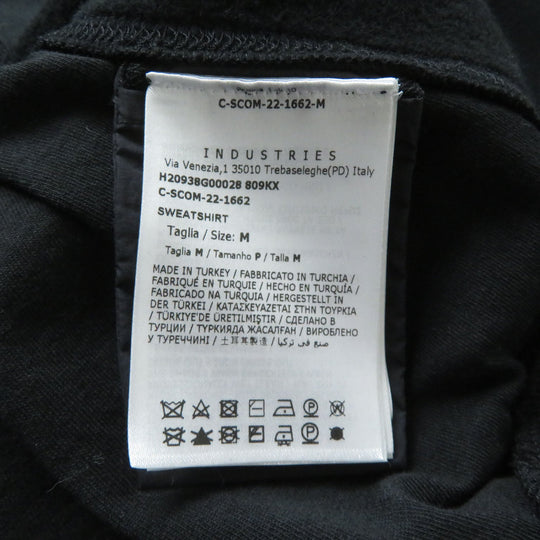 C-SCOM-22-1662-M
INDUSTRIES
Via Venezia,1 35010 Trebaseleghe(PD) Italy
H20938G00028 809KX
C-SCOM-22-1662
SWEATSHIRT
Taglia / Size: M
Taglia M / Tamanho P / Talla M
MADE IN TURKEY / FABBRICATO IN TURCHIA /
FABRIQUÉ EN TURQUIE / HECHO EN TURQUÍA /
FABRICADO NA TURQUIA / HERGESTELLT IN
DER TÜRKEI / ΚΑΤΑΣΚΕΥΑΖΕΤΑΙ ΣΤΗΝ ΤΟΥΡΚΙΑ
TÜRKİYE'DE ÜRETİLMİŞTİR / СДЕЛАНО В
ТУРЦИИ / ТҮРКИЯДА ЖАСАЛҒАН / ВИРОБЛЕНО
У ТУРЕЧЧИНІ / 土耳其製造 / صنع في تركيا
P
P